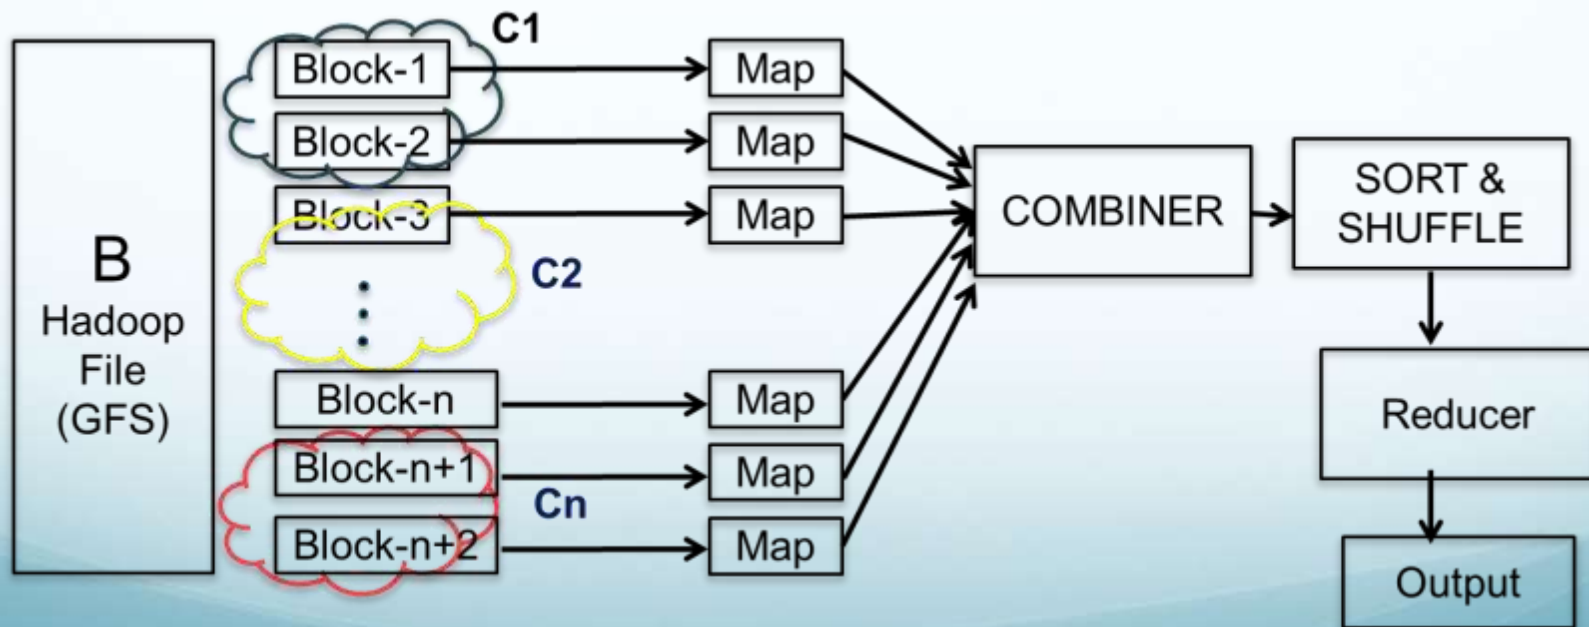 B
Hadoop
File
(GFS)
C1
Block-1
Map
Block-2
Map
Block-3
Map
C2
Block-n
Map
Block-n+1
Map
Cn
Block-n+2
Map
COMBINER
SORT &
SHUFFLE
Reducer
Output